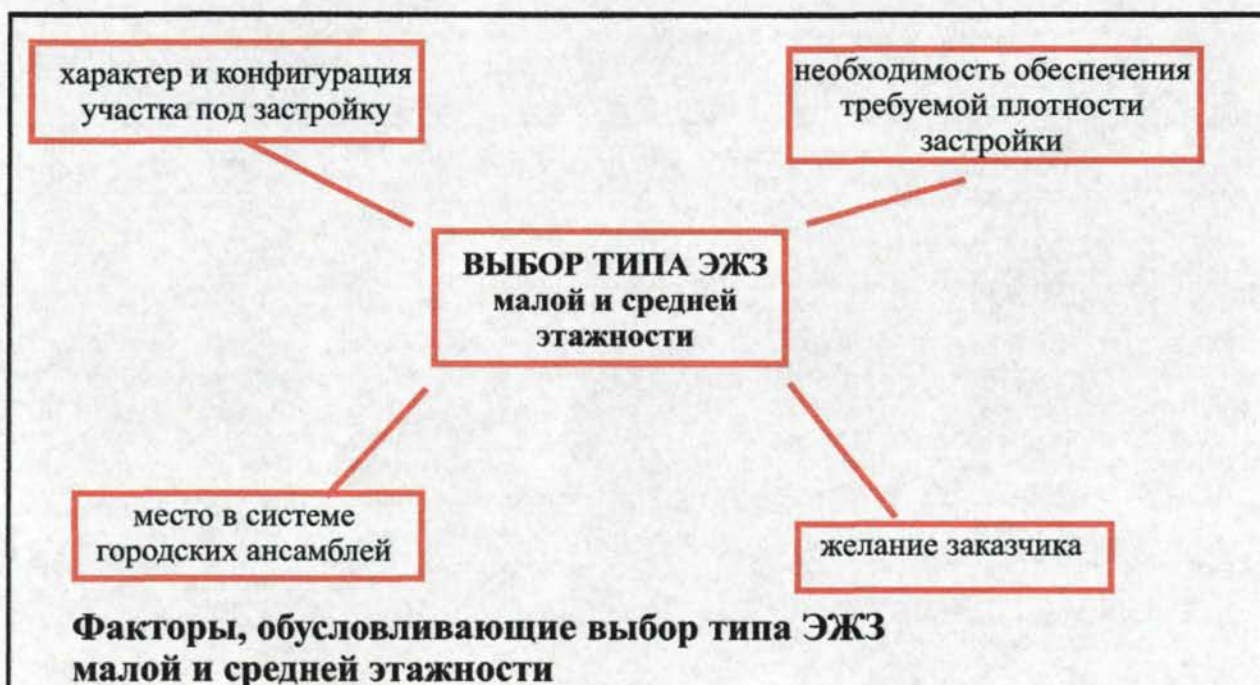 характер и конфигурация
участка под застройку
необходимость обеспечения
требуемой плотности
застройки
ВЫБОР ТИПА ЭЖЗ
малой и средней
этажности
место в системе
городских ансамблей
желание заказчика
Факторы, обусловливающие выбор типа ЭЖЗ
малой и средней этажности